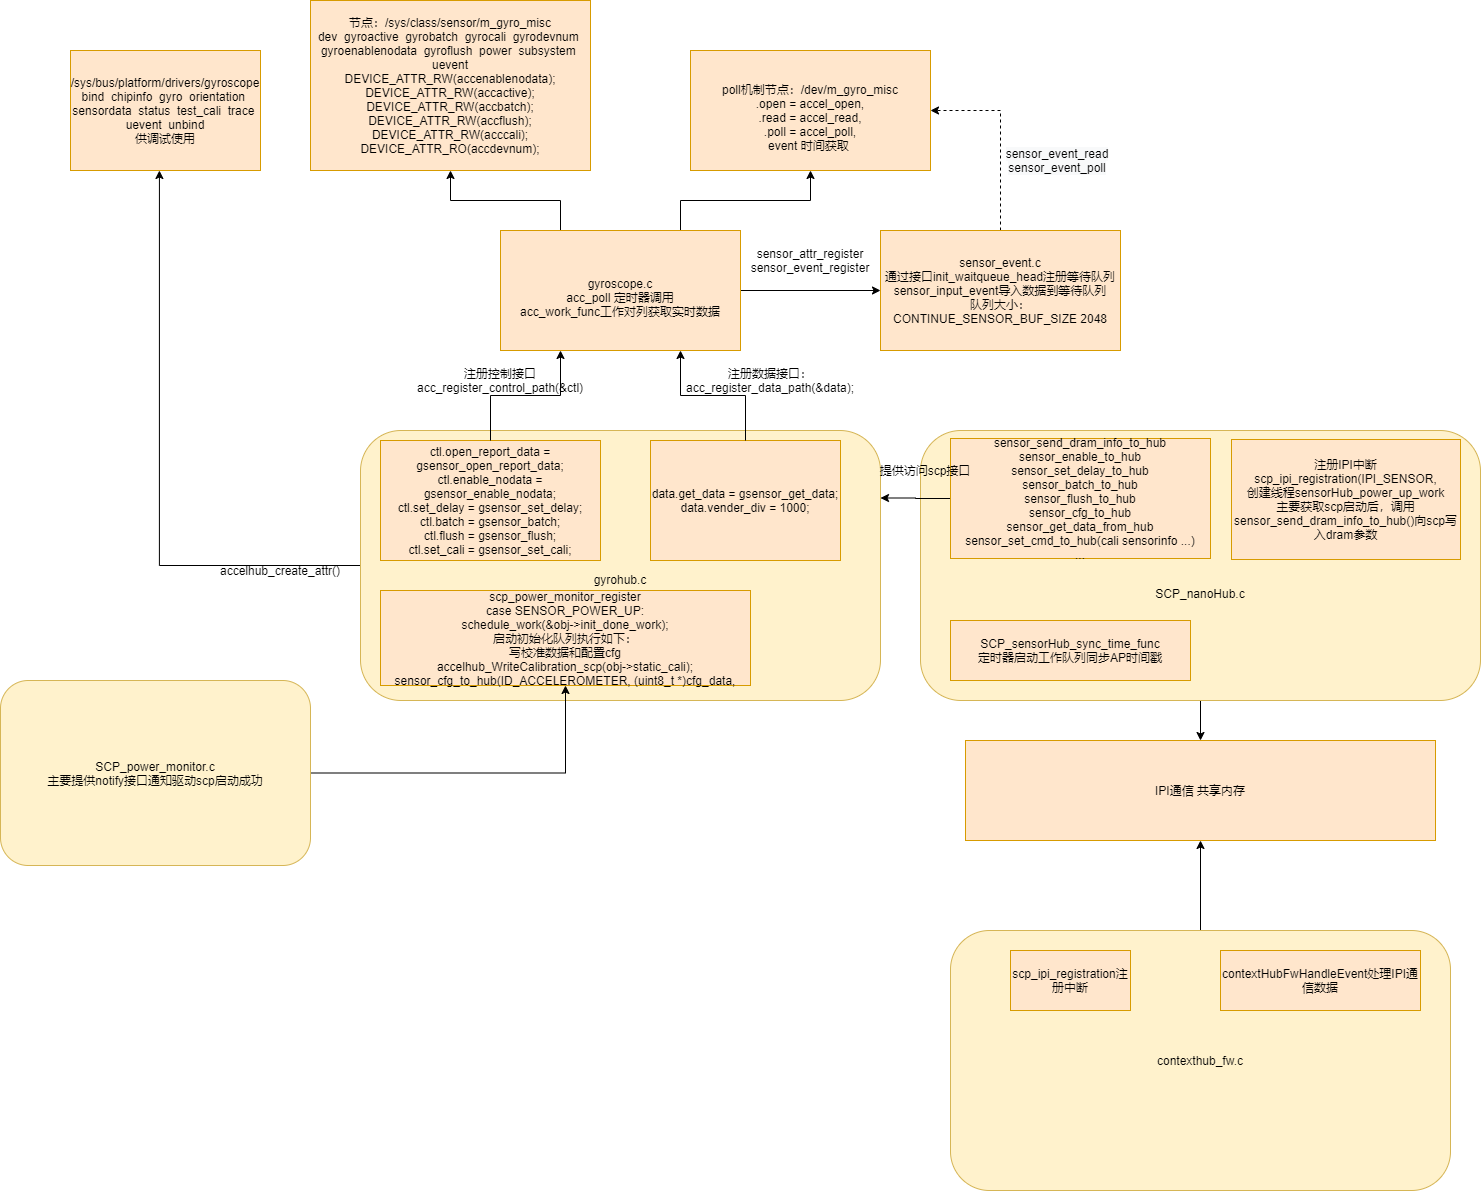 节点：/sys/class/sensor/m_gyro_misc
dev gyroactive gyrobatch gyrocali gyrodevnum
gyroenablenodata gyroflush power subsystem
uevent
DEVICE_ATTR_RW(accenablenodata);
DEVICE_ATTR_RW(accactive);
DEVICE_ATTR_RW(accbatch);
DEVICE_ATTR_RW(accflush);
DEVICE_ATTR_RW(acccali);
DEVICE_ATTR_RO(accdevnum);
/sys/bus/platform/drivers/gyroscope
bind chipinfo gyro orientation
sensordata status test_cali trace
uevent unbind
供调试使用
poll机制节点：/dev/m_gyro_misc
.open = accel_open,
.read = accel_read,
.poll = accel_poll,
event 时间获取
sensor_event_read
sensor_event_poll
gyroscope.c
acc_poll 定时器调用
acc_work_func工作对列获取实时数据
sensor_attr_register
sensor_event_register
sensor_event.c
通过接口init_waitqueue_head注册等待队列
sensor_input_event导入数据到等待队列
队列大小：
CONTINUE_SENSOR_BUF_SIZE 2048
注册控制接口
acc_register_control_path(&ctl)
注册数据接口：
acc_register_data_path(&data);
ctl.open_report_data =
gsensor_open_report_data;
ctl.enable_nodata =
gsensor_enable_nodata;
ctl.set_delay = gsensor_set_delay;
ctl.batch = gsensor_batch;
ctl.flush = gsensor_flush;
ctl.set_cali = gsensor_set_cali;
data.get_data = gsensor_get_data;
data.vender_div = 1000;
提供访问scp接口
sensor_send_dram_info_to_hub
sensor_enable_to_hub
sensor_set_delay_to_hub
sensor_batch_to_hub
sensor_flush_to_hub
sensor_cfg_to_hub
sensor_get_data_from_hub
sensor_set_cmd_to_hub(cali sensorinfo ...)
...
注册IPI中断
scp_ipi_registration(IPI_SENSOR,
创建线程sensorHub_power_up_work
主要获取scp启动后，调用
sensor_send_dram_info_to_hub()向scp写
入dram参数
accelhub_create_attr()
gyrohub.c
scp_power_monitor_register
case SENSOR_POWER_UP:
schedule_work(&obj->init_done_work);
启动初始化队列执行如下：
写校准数据和配置cfg
accelhub_WriteCalibration_scp(obj->static_cali);
sensor_cfg_to_hub(ID_ACCELEROMETER, (uint8_t *)cfg_data,
SCP_nanoHub.c
SCP_sensorHub_sync_time_func
定时器启动工作队列同步AP时间戳
SCP_power_monitor.c
主要提供notify接口通知驱动scp启动成功
IPI通信 共享内存
scp_ipi_registration注
册中断
contextHubFwHandleEvent处理IPI通
信数据
contexthub_fw.c